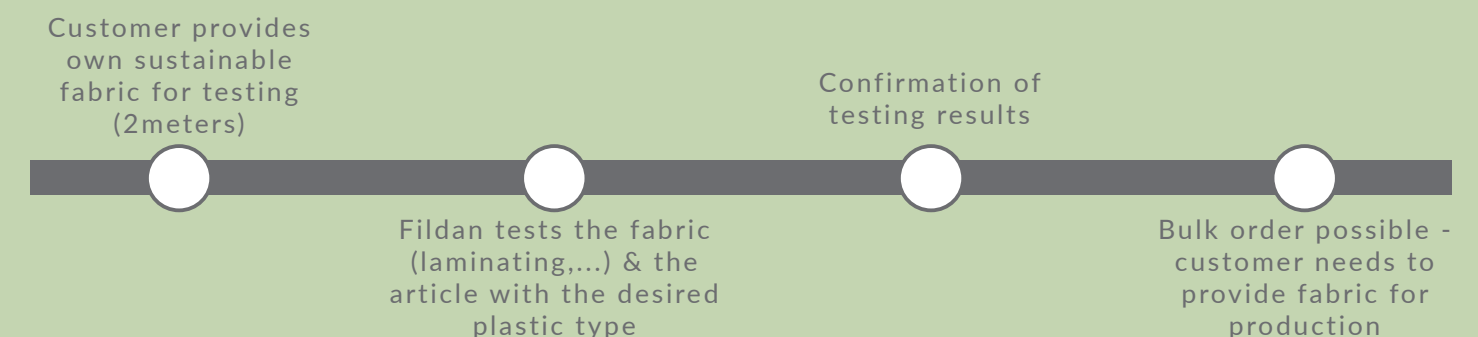 Customer provides
own sustainable
fabric for testing
(2meters)
Fildan tests the fabric
(laminating,...) & the
article with the desired
plastic type
Confirmation of
testing results
Bulk order possible -
customer needs to
provide fabric for
production